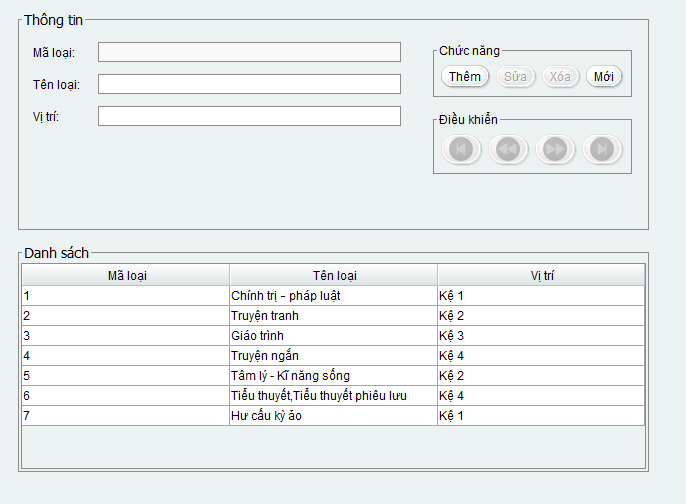 Thông tin
Mã loại:
Tên loại:
Vị trí:
Chức năng
Thêm Sửa Xóa Mới
Điều khiển
Danh sách
Mã loại Tên loại Vị trí
1 Chính trị - pháp luật Kệ 1
2 Truyện tranh Kệ 2
3 Giáo trình Kệ 3
4 Truyện ngắn Kệ 4
5 Tâm lý - Kĩ năng sống Kệ 2
6 Tiểu thuyết,Tiểu thuyết phiêu lưu Kệ 4
7 Hư cấu kỳ ảo Kệ 1